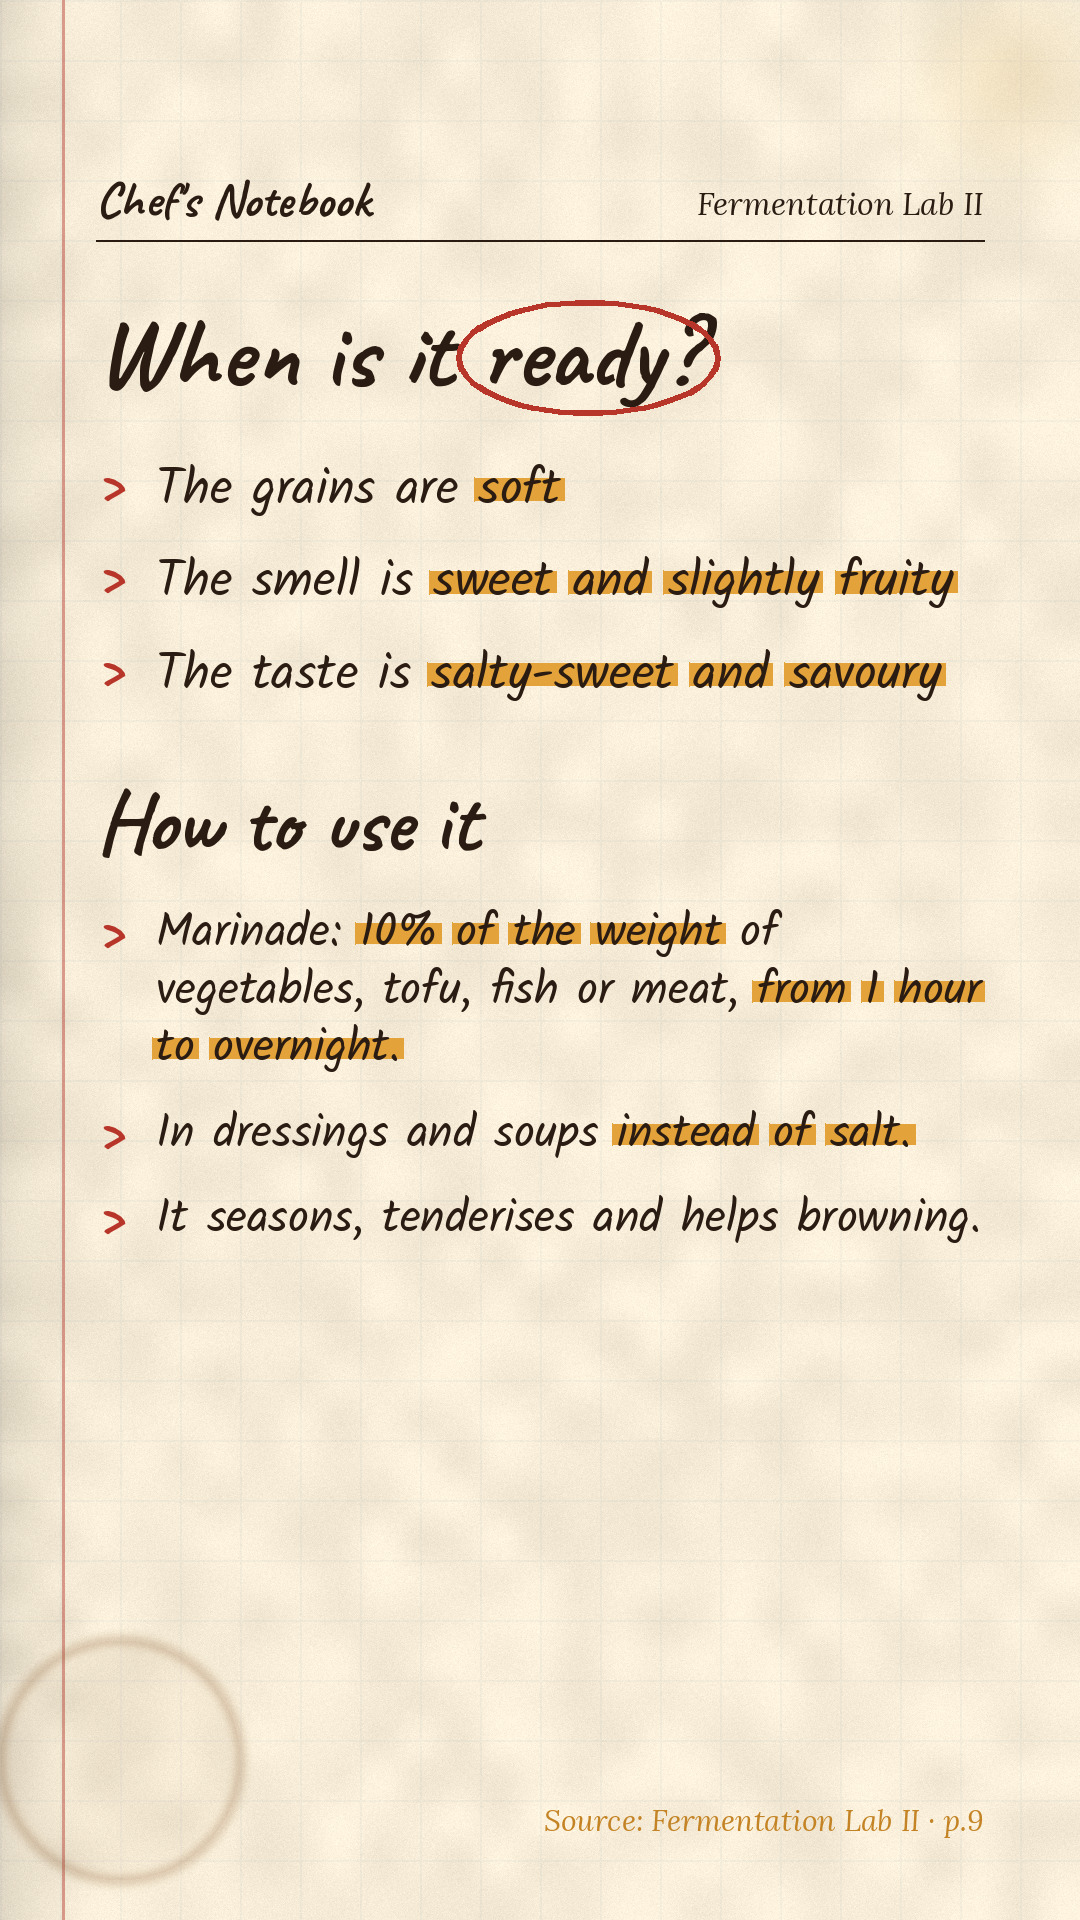 Chef's Notebook
Fermentation Lab II
When is it ready?
> The grains are soft
> The smell is sweet and slightly fruity
> The taste is salty-sweet and savoury
How to use it
> Marinade: 10% of the weight of
vegetables, tofu, fish or meat, from 1 hour
to overnight.
> In dressings and soups instead of salt.
> It seasons, tenderises and helps browning.
Source: Fermentation Lab II · p.9